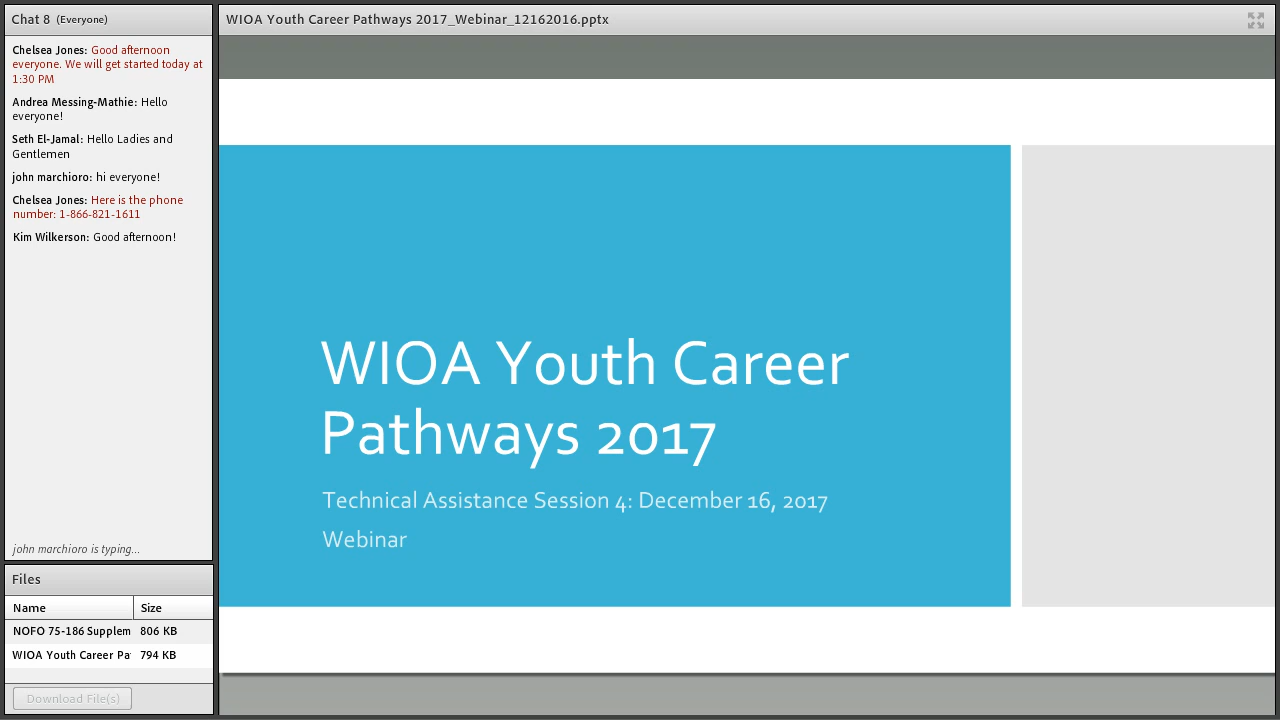 Chat 8 (Everyone)
Chelsea Jones: Good afternoon
everyone. We will get started today at
1:30 PM
Andrea Messing-Mathie: Hello
everyone!
Seth El-Jamal: Hello Ladies and
Gentlemen
john marchioro: hi everyone!
Chelsea Jones: Here is the phone
number: 1-866-821-1611
Kim Wilkerson: Good afternoon!
john marchioro is typing...
Files
Name Size
NOFO 75-186 Supplem 806 KB
WIOA Youth Career Pa 794 KB
Download File(s)
WIOA Youth Career Pathways 2017_Webinar_12162016.pptx
WIOA Youth Career
Pathways 2017
Technical Assistance Session 4: December 16, 2017
Webinar